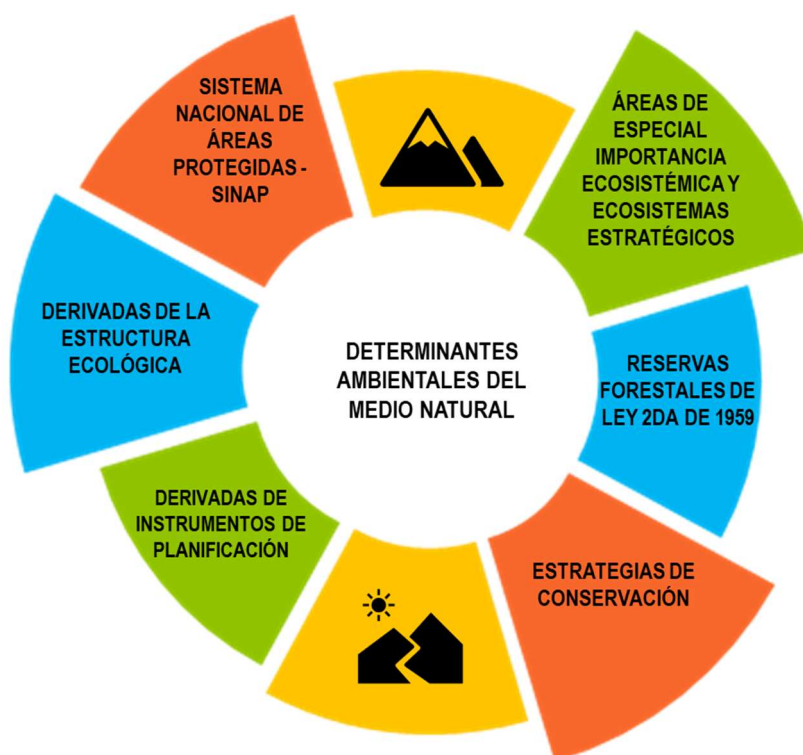 SISTEMA
NACIONAL DE
ÁREAS
PROTEGIDAS -
SINAP
ÁREAS DE
ESPECIAL
IMPORTANCIA
ECOSISTÉMICA Y
ECOSISTEMAS
ESTRATÉGICOS
DERIVADAS DE LA
ESTRUCTURA
ECOLÓGICA
DETERMINANTES
AMBIENTALES DEL
MEDIO NATURAL
RESERVAS
FORESTALES DE
LEY 2DA DE 1959
DERIVADAS DE
INSTRUMENTOS DE
PLANIFICACIÓN
ESTRATEGIAS DE
CONSERVACIÓN